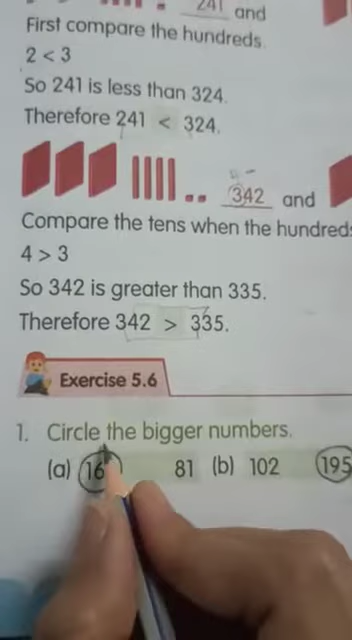 241 and
First compare the hundreds.
2 < 3
So 241 is less than 324.
Therefore 241 < 324.
342 and
Compare the tens when the hundreds
4 > 3
So 342 is greater than 335.
Therefore 342 > 335.
Exercise 5.6
1. Circle the bigger numbers.
(a) 16 81 (b) 102 195